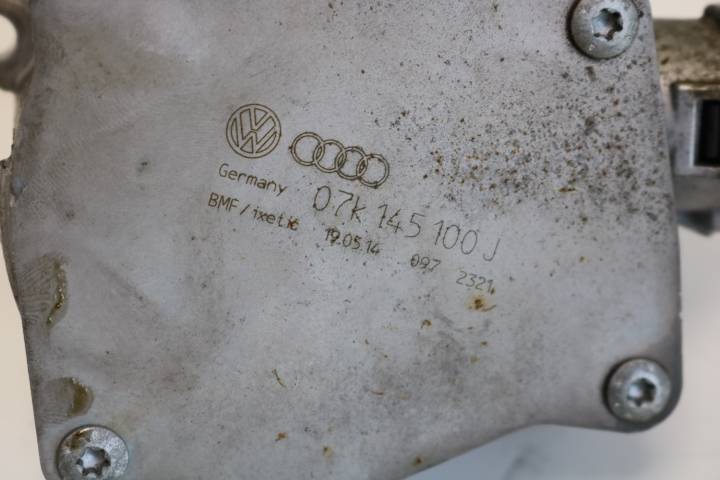 Germany 07K 145 100 J
BMF / ixetic 19.05.14 097 2321